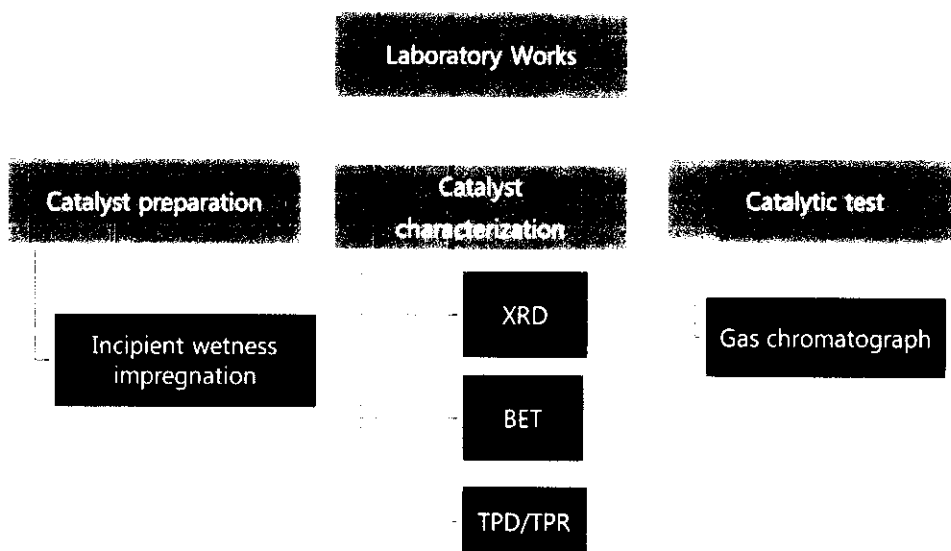 Laboratory Works
Catalyst preparation
Catalyst
characterization
Catalytic test
Incipient wetness
impregnation
XRD
BET
TPD/TPR
Gas chromatograph